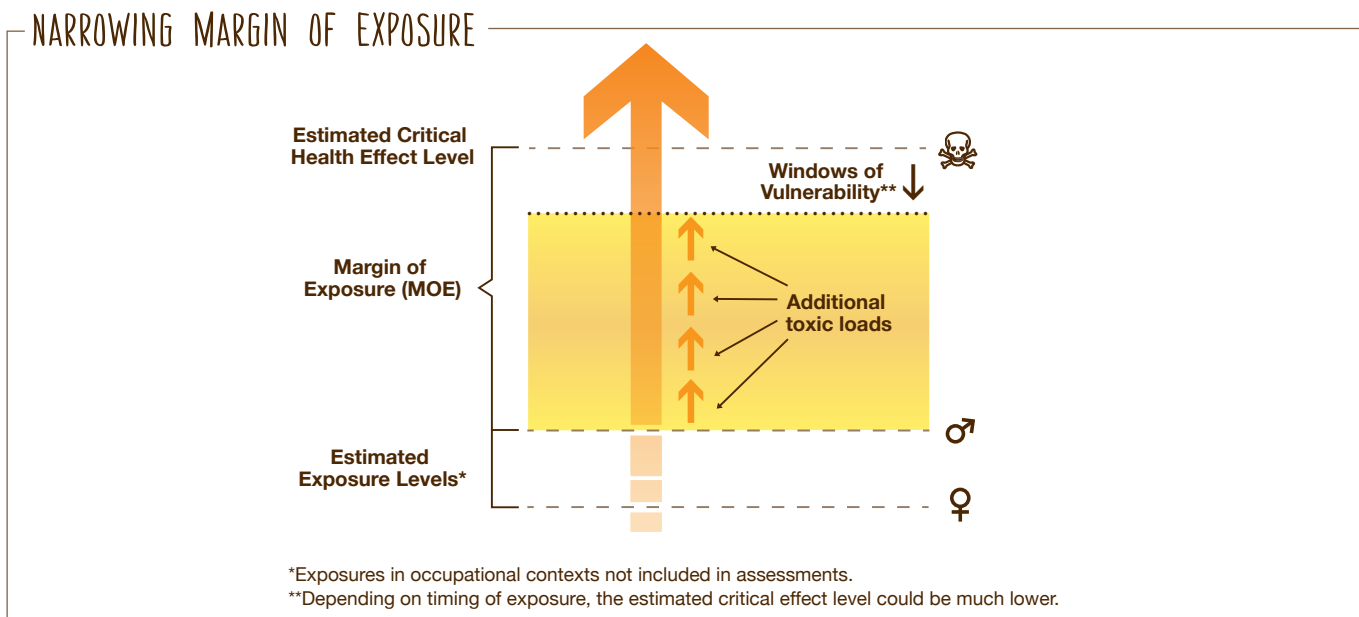 NARROWING MARGIN OF EXPOSURE
Estimated Critical
Health Effect Level
Windows of
Vulnerability**
Margin of
Exposure (MOE)
Additional
toxic loads
Estimated
Exposure Levels*
*Exposures in occupational contexts not included in assessments.
**Depending on timing of exposure, the estimated critical effect level could be much lower.